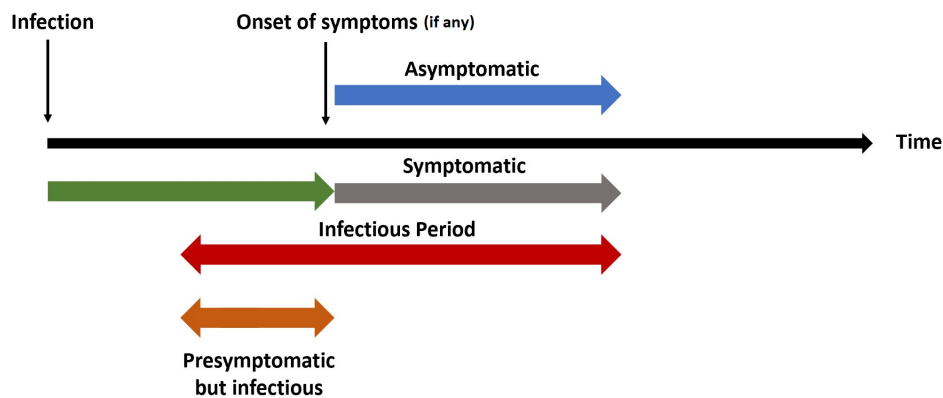 Infection
Onset of symptoms (if any)
Asymptomatic
Time
Symptomatic
Infectious Period
Presymptomatic
but infectious